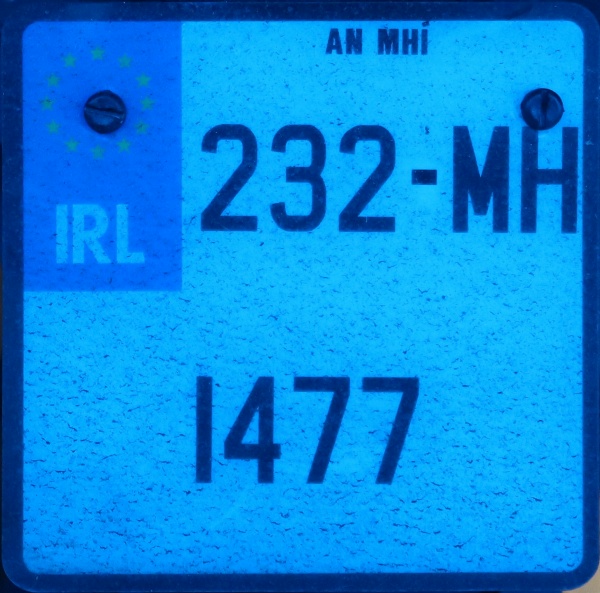 AN MHÍ
232-MH
IRL
1477